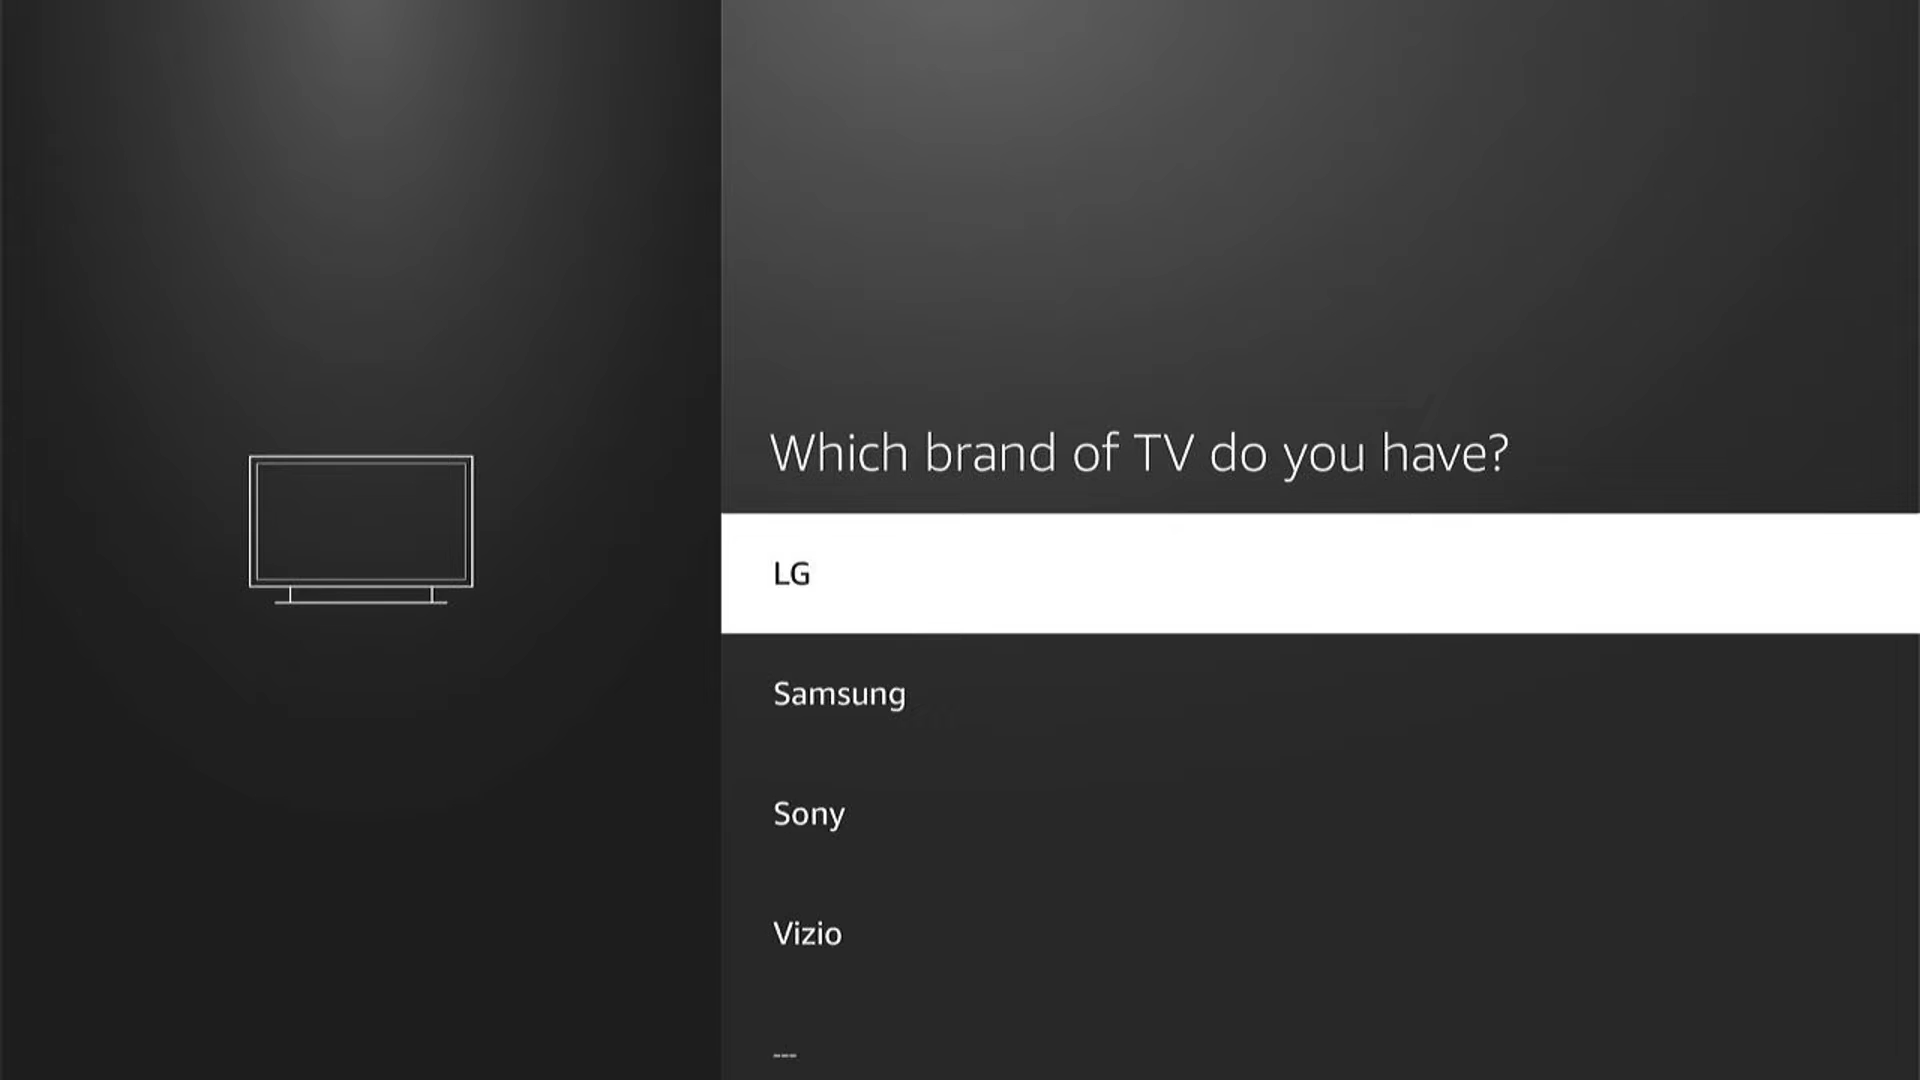 Which brand of TV do you have?
LG
Samsung
Sony
Vizio
---